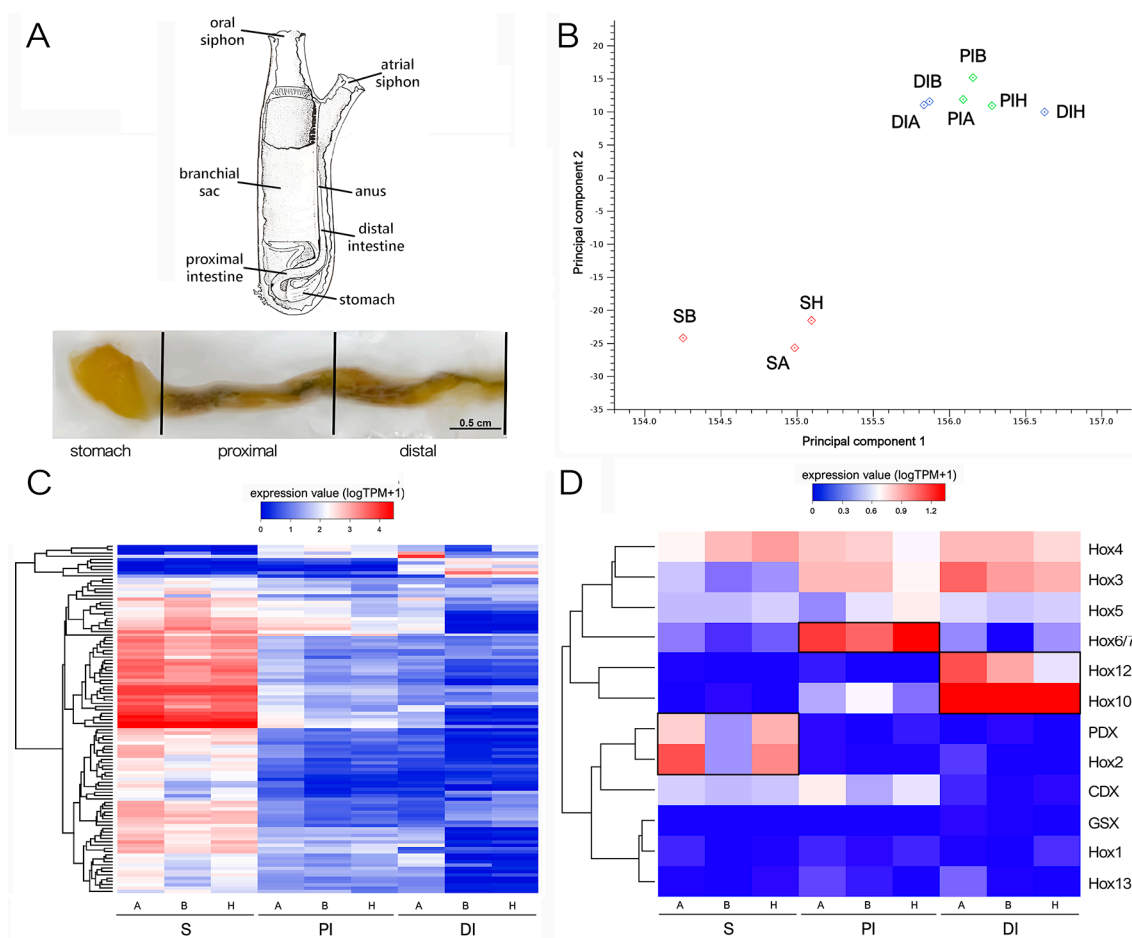 A
oral
siphon
atrial
siphon
branchial
sac
anus
distal
intestine
proximal
intestine
stomach
0.5 cm
stomach proximal distal
B
Principal component 2
20
15
10
5
0
-5
-10
-15
-20
-25
-30
-35
PIB
DIB
DIA PIA PIH DIH
SB SH
SA
154.0 154.5 155.0 155.5 156.0 156.5 157.0
Principal component 1
C
expression value (logTPM+1)
0 1 2 3 4
A B H A B H A B H
S PI DI
D
expression value (logTPM+1)
0 0.3 0.6 0.9 1.2
Hox4
Hox3
Hox5
Hox6/7
Hox12
Hox10
PDX
Hox2
CDX
GSX
Hox1
Hox13
A B H A B H A B H
S PI DI